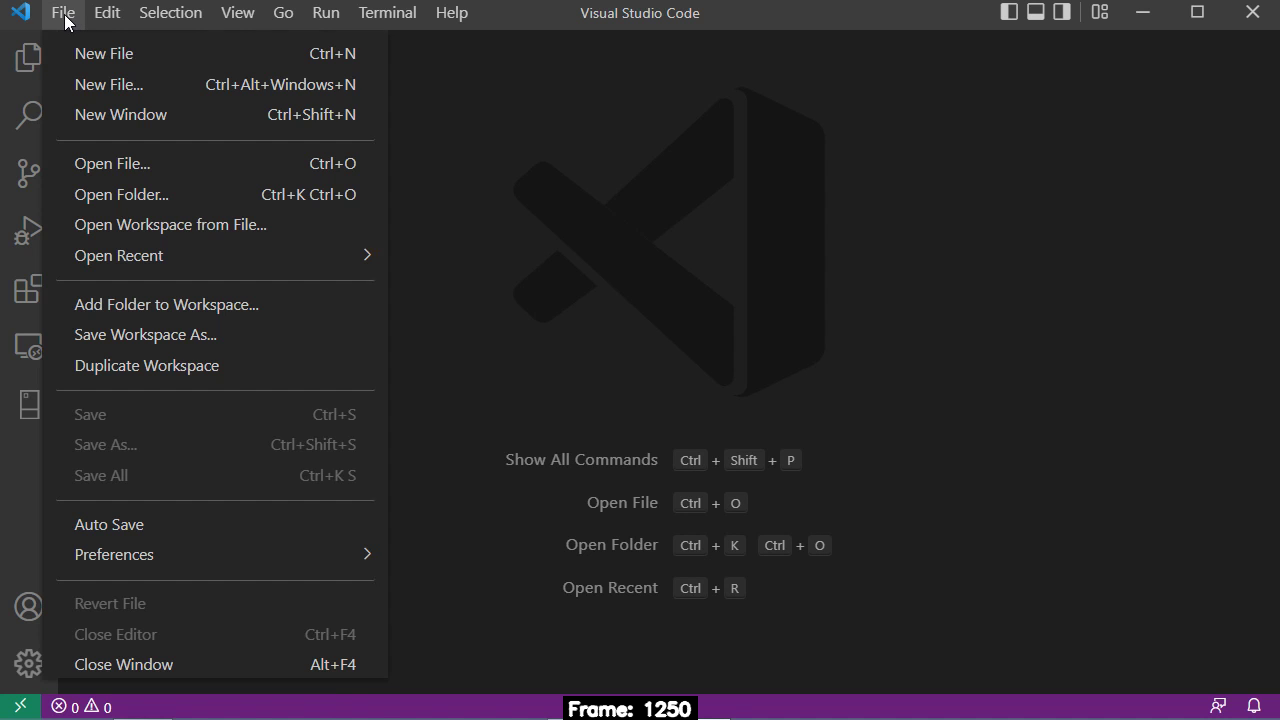 File Edit Selection View Go Run Terminal Help Visual Studio Code
New File Ctrl+N
New File... Ctrl+Alt+Windows+N
New Window Ctrl+Shift+N
Open File... Ctrl+O
Open Folder... Ctrl+K Ctrl+O
Open Workspace from File...
Open Recent
Add Folder to Workspace...
Save Workspace As...
Duplicate Workspace
Save Ctrl+S
Save As... Ctrl+Shift+S
Save All Ctrl+K S
Auto Save
Preferences
Revert File
Close Editor Ctrl+F4
Close Window Alt+F4
Show All Commands Ctrl + Shift + P
Open File Ctrl + O
Open Folder Ctrl + K Ctrl + O
Open Recent Ctrl + R
0 0
Frame: 1250